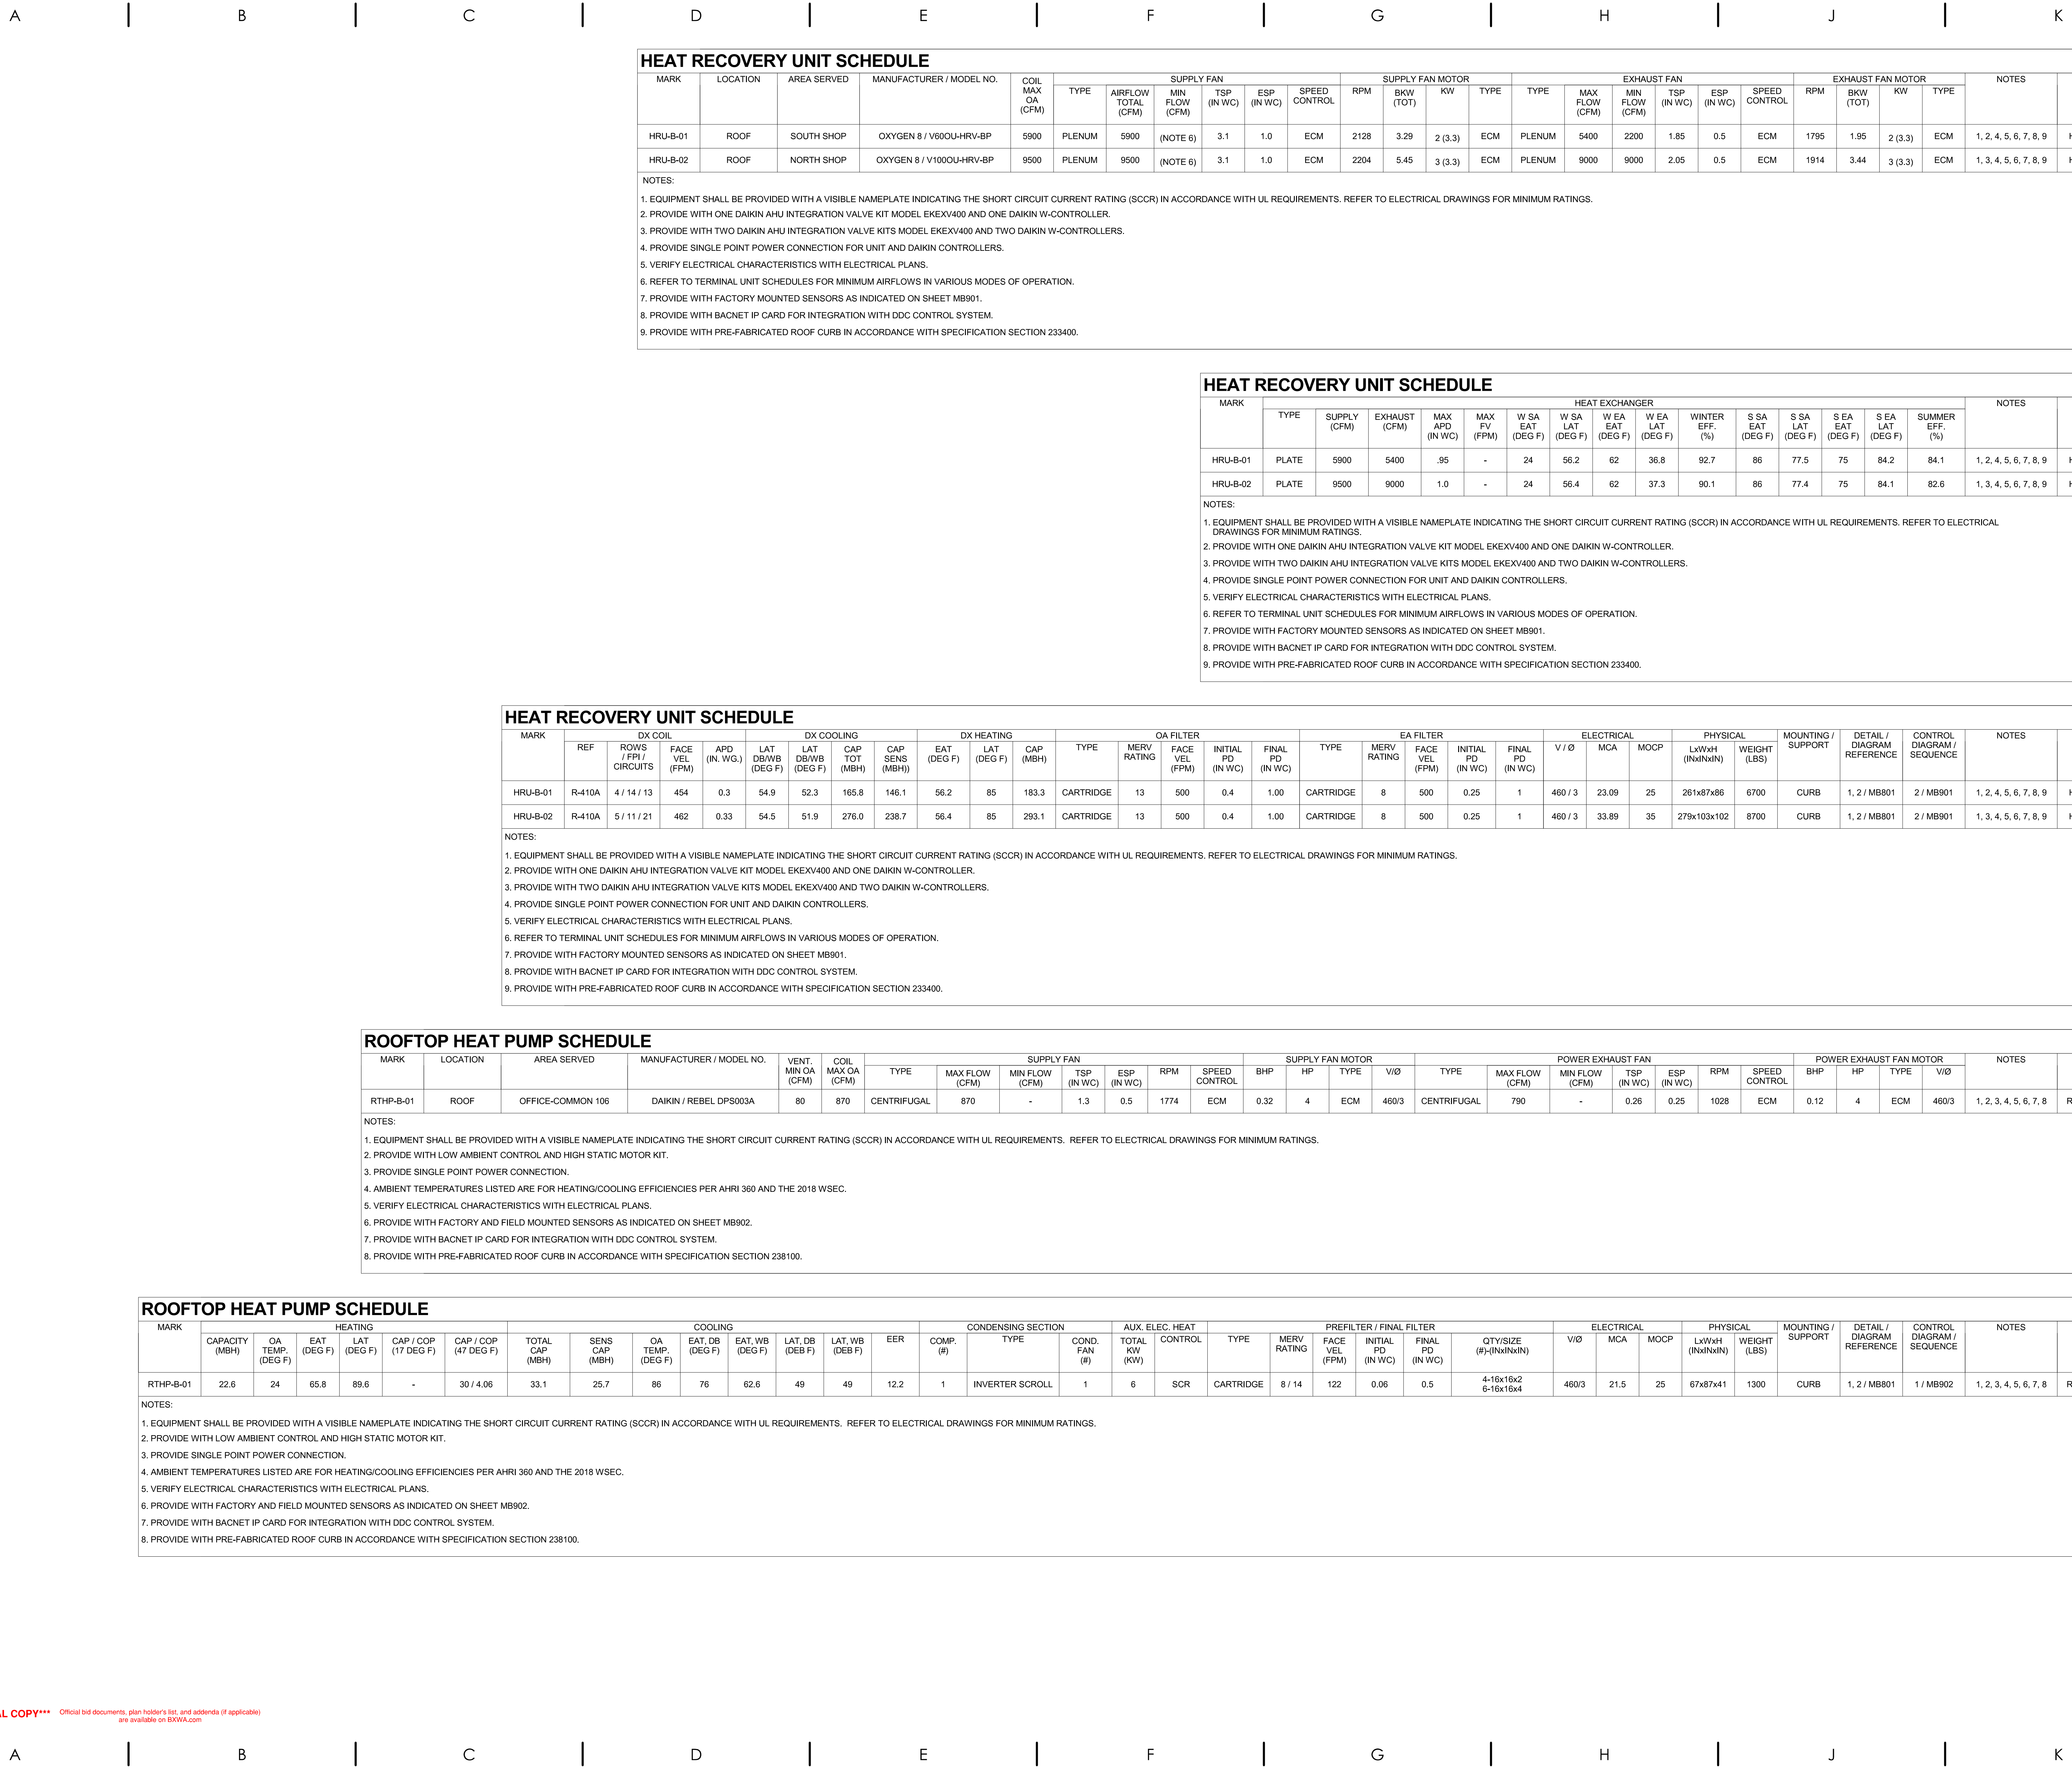 A B C D E F G H J K
HEAT RECOVERY UNIT SCHEDULE
MARK LOCATION AREA SERVED MANUFACTURER / MODEL NO. COIL MAX OA (CFM) SUPPLY FAN SUPPLY FAN MOTOR EXHAUST FAN EXHAUST FAN MOTOR NOTES
TYPE AIRFLOW TOTAL (CFM) MIN FLOW (CFM) TSP (IN WC) ESP (IN WC) SPEED CONTROL RPM BKW (TOT) KW TYPE TYPE MAX FLOW (CFM) MIN FLOW (CFM) TSP (IN WC) ESP (IN WC) SPEED CONTROL RPM BKW (TOT) KW TYPE
HRU-B-01 ROOF SOUTH SHOP OXYGEN 8 / V60OU-HRV-BP 5900 PLENUM 5900 (NOTE 6) 3.1 1.0 ECM 2128 3.29 2 (3.3) ECM PLENUM 5400 2200 1.85 0.5 ECM 1795 1.95 2 (3.3) ECM 1, 2, 4, 5, 6, 7, 8, 9
HRU-B-02 ROOF NORTH SHOP OXYGEN 8 / V100OU-HRV-BP 9500 PLENUM 9500 (NOTE 6) 3.1 1.0 ECM 2204 5.45 3 (3.3) ECM PLENUM 9000 9000 2.05 0.5 ECM 1914 3.44 3 (3.3) ECM 1, 3, 4, 5, 6, 7, 8, 9
NOTES:
1. EQUIPMENT SHALL BE PROVIDED WITH A VISIBLE NAMEPLATE INDICATING THE SHORT CIRCUIT CURRENT RATING (SCCR) IN ACCORDANCE WITH UL REQUIREMENTS. REFER TO ELECTRICAL DRAWINGS FOR MINIMUM RATINGS.
2. PROVIDE WITH ONE DAIKIN AHU INTEGRATION VALVE KIT MODEL EKEXV400 AND ONE DAIKIN W-CONTROLLER.
3. PROVIDE WITH TWO DAIKIN AHU INTEGRATION VALVE KITS MODEL EKEXV400 AND TWO DAIKIN W-CONTROLLERS.
4. PROVIDE SINGLE POINT POWER CONNECTION FOR UNIT AND DAIKIN CONTROLLERS.
5. VERIFY ELECTRICAL CHARACTERISTICS WITH ELECTRICAL PLANS.
6. REFER TO TERMINAL UNIT SCHEDULES FOR MINIMUM AIRFLOWS IN VARIOUS MODES OF OPERATION.
7. PROVIDE WITH FACTORY MOUNTED SENSORS AS INDICATED ON SHEET MB901.
8. PROVIDE WITH BACNET IP CARD FOR INTEGRATION WITH DDC CONTROL SYSTEM.
9. PROVIDE WITH PRE-FABRICATED ROOF CURB IN ACCORDANCE WITH SPECIFICATION SECTION 233400.
HEAT RECOVERY UNIT SCHEDULE
MARK HEAT EXCHANGER NOTES
TYPE SUPPLY (CFM) EXHAUST (CFM) MAX APD (IN WC) MAX FV (FPM) W SA EAT (DEG F) W SA LAT (DEG F) W EA EAT (DEG F) W EA LAT (DEG F) WINTER EFF. (%) S SA EAT (DEG F) S SA LAT (DEG F) S EA EAT (DEG F) S EA LAT (DEG F) SUMMER EFF. (%)
HRU-B-01 PLATE 5900 5400 .95 - 24 56.2 62 36.8 92.7 86 77.5 75 84.2 84.1 1, 2, 4, 5, 6, 7, 8, 9
HRU-B-02 PLATE 9500 9000 1.0 - 24 56.4 62 37.3 90.1 86 77.4 75 84.1 82.6 1, 3, 4, 5, 6, 7, 8, 9
NOTES:
1. EQUIPMENT SHALL BE PROVIDED WITH A VISIBLE NAMEPLATE INDICATING THE SHORT CIRCUIT CURRENT RATING (SCCR) IN ACCORDANCE WITH UL REQUIREMENTS. REFER TO ELECTRICAL
DRAWINGS FOR MINIMUM RATINGS.
2. PROVIDE WITH ONE DAIKIN AHU INTEGRATION VALVE KIT MODEL EKEXV400 AND ONE DAIKIN W-CONTROLLER.
3. PROVIDE WITH TWO DAIKIN AHU INTEGRATION VALVE KITS MODEL EKEXV400 AND TWO DAIKIN W-CONTROLLERS.
4. PROVIDE SINGLE POINT POWER CONNECTION FOR UNIT AND DAIKIN CONTROLLERS.
5. VERIFY ELECTRICAL CHARACTERISTICS WITH ELECTRICAL PLANS.
6. REFER TO TERMINAL UNIT SCHEDULES FOR MINIMUM AIRFLOWS IN VARIOUS MODES OF OPERATION.
7. PROVIDE WITH FACTORY MOUNTED SENSORS AS INDICATED ON SHEET MB901.
8. PROVIDE WITH BACNET IP CARD FOR INTEGRATION WITH DDC CONTROL SYSTEM.
9. PROVIDE WITH PRE-FABRICATED ROOF CURB IN ACCORDANCE WITH SPECIFICATION SECTION 233400.
HEAT RECOVERY UNIT SCHEDULE
MARK DX COIL DX COOLING DX HEATING OA FILTER EA FILTER ELECTRICAL PHYSICAL MOUNTING / SUPPORT DETAIL / DIAGRAM REFERENCE CONTROL DIAGRAM / SEQUENCE NOTES
REF ROWS / FPI / CIRCUITS FACE VEL (FPM) APD (IN. WG.) LAT DB/WB (DEG F) LAT DB/WB (DEG F) CAP TOT (MBH) CAP SENS (MBH)) EAT (DEG F) LAT (DEG F) CAP (MBH) TYPE MERV RATING FACE VEL (FPM) INITIAL PD (IN WC) FINAL PD (IN WC) TYPE MERV RATING FACE VEL (FPM) INITIAL PD (IN WC) FINAL PD (IN WC) V / Ø MCA MOCP LxWxH (INxINxIN) WEIGHT (LBS)
HRU-B-01 R-410A 4 / 14 / 13 454 0.3 54.9 52.3 165.8 146.1 56.2 85 183.3 CARTRIDGE 13 500 0.4 1.00 CARTRIDGE 8 500 0.25 1 460 / 3 23.09 25 261x87x86 6700 CURB 1, 2 / MB801 2 / MB901 1, 2, 4, 5, 6, 7, 8, 9
HRU-B-02 R-410A 5 / 11 / 21 462 0.33 54.5 51.9 276.0 238.7 56.4 85 293.1 CARTRIDGE 13 500 0.4 1.00 CARTRIDGE 8 500 0.25 1 460 / 3 33.89 35 279x103x102 8700 CURB 1, 2 / MB801 2 / MB901 1, 3, 4, 5, 6, 7, 8, 9
NOTES:
1. EQUIPMENT SHALL BE PROVIDED WITH A VISIBLE NAMEPLATE INDICATING THE SHORT CIRCUIT CURRENT RATING (SCCR) IN ACCORDANCE WITH UL REQUIREMENTS. REFER TO ELECTRICAL DRAWINGS FOR MINIMUM RATINGS.
2. PROVIDE WITH ONE DAIKIN AHU INTEGRATION VALVE KIT MODEL EKEXV400 AND ONE DAIKIN W-CONTROLLER.
3. PROVIDE WITH TWO DAIKIN AHU INTEGRATION VALVE KITS MODEL EKEXV400 AND TWO DAIKIN W-CONTROLLERS.
4. PROVIDE SINGLE POINT POWER CONNECTION FOR UNIT AND DAIKIN CONTROLLERS.
5. VERIFY ELECTRICAL CHARACTERISTICS WITH ELECTRICAL PLANS.
6. REFER TO TERMINAL UNIT SCHEDULES FOR MINIMUM AIRFLOWS IN VARIOUS MODES OF OPERATION.
7. PROVIDE WITH FACTORY MOUNTED SENSORS AS INDICATED ON SHEET MB901.
8. PROVIDE WITH BACNET IP CARD FOR INTEGRATION WITH DDC CONTROL SYSTEM.
9. PROVIDE WITH PRE-FABRICATED ROOF CURB IN ACCORDANCE WITH SPECIFICATION SECTION 233400.
ROOFTOP HEAT PUMP SCHEDULE
MARK LOCATION AREA SERVED MANUFACTURER / MODEL NO. VENT. MIN OA (CFM) COIL MAX OA (CFM) SUPPLY FAN SUPPLY FAN MOTOR POWER EXHAUST FAN POWER EXHAUST FAN MOTOR NOTES
TYPE MAX FLOW (CFM) MIN FLOW (CFM) TSP (IN WC) ESP (IN WC) RPM SPEED CONTROL BHP HP TYPE V/Ø TYPE MAX FLOW (CFM) MIN FLOW (CFM) TSP (IN WC) ESP (IN WC) RPM SPEED CONTROL BHP HP TYPE V/Ø
RTHP-B-01 ROOF OFFICE-COMMON 106 DAIKIN / REBEL DPS003A 80 870 CENTRIFUGAL 870 - 1.3 0.5 1774 ECM 0.32 4 ECM 460/3 CENTRIFUGAL 790 - 0.26 0.25 1028 ECM 0.12 4 ECM 460/3 1, 2, 3, 4, 5, 6, 7, 8
NOTES:
1. EQUIPMENT SHALL BE PROVIDED WITH A VISIBLE NAMEPLATE INDICATING THE SHORT CIRCUIT CURRENT RATING (SCCR) IN ACCORDANCE WITH UL REQUIREMENTS. REFER TO ELECTRICAL DRAWINGS FOR MINIMUM RATINGS.
2. PROVIDE WITH LOW AMBIENT CONTROL AND HIGH STATIC MOTOR KIT.
3. PROVIDE SINGLE POINT POWER CONNECTION.
4. AMBIENT TEMPERATURES LISTED ARE FOR HEATING/COOLING EFFICIENCIES PER AHRI 360 AND THE 2018 WSEC.
5. VERIFY ELECTRICAL CHARACTERISTICS WITH ELECTRICAL PLANS.
6. PROVIDE WITH FACTORY AND FIELD MOUNTED SENSORS AS INDICATED ON SHEET MB902.
7. PROVIDE WITH BACNET IP CARD FOR INTEGRATION WITH DDC CONTROL SYSTEM.
8. PROVIDE WITH PRE-FABRICATED ROOF CURB IN ACCORDANCE WITH SPECIFICATION SECTION 238100.
ROOFTOP HEAT PUMP SCHEDULE
MARK HEATING COOLING CONDENSING SECTION AUX. ELEC. HEAT PREFILTER / FINAL FILTER ELECTRICAL PHYSICAL MOUNTING / SUPPORT DETAIL / DIAGRAM REFERENCE CONTROL DIAGRAM / SEQUENCE NOTES
CAPACITY (MBH) OA TEMP. (DEG F) EAT (DEG F) LAT (DEG F) CAP / COP (17 DEG F) CAP / COP (47 DEG F) TOTAL CAP (MBH) SENS CAP (MBH) OA TEMP. (DEG F) EAT, DB (DEG F) EAT, WB (DEG F) LAT, DB (DEB F) LAT, WB (DEB F) EER COMP. (#) TYPE COND. FAN (#) TOTAL KW (KW) CONTROL TYPE MERV RATING FACE VEL (FPM) INITIAL PD (IN WC) FINAL PD (IN WC) QTY/SIZE (#)-(INxINxIN) V/Ø MCA MOCP LxWxH (INxINxIN) WEIGHT (LBS)
RTHP-B-01 22.6 24 65.8 89.6 - 30 / 4.06 33.1 25.7 86 76 62.6 49 49 12.2 1 INVERTER SCROLL 1 6 SCR CARTRIDGE 8 / 14 122 0.06 0.5 4-16x16x2 6-16x16x4 460/3 21.5 25 67x87x41 1300 CURB 1, 2 / MB801 1 / MB902 1, 2, 3, 4, 5, 6, 7, 8
NOTES:
1. EQUIPMENT SHALL BE PROVIDED WITH A VISIBLE NAMEPLATE INDICATING THE SHORT CIRCUIT CURRENT RATING (SCCR) IN ACCORDANCE WITH UL REQUIREMENTS. REFER TO ELECTRICAL DRAWINGS FOR MINIMUM RATINGS.
2. PROVIDE WITH LOW AMBIENT CONTROL AND HIGH STATIC MOTOR KIT.
3. PROVIDE SINGLE POINT POWER CONNECTION.
4. AMBIENT TEMPERATURES LISTED ARE FOR HEATING/COOLING EFFICIENCIES PER AHRI 360 AND THE 2018 WSEC.
5. VERIFY ELECTRICAL CHARACTERISTICS WITH ELECTRICAL PLANS.
6. PROVIDE WITH FACTORY AND FIELD MOUNTED SENSORS AS INDICATED ON SHEET MB902.
7. PROVIDE WITH BACNET IP CARD FOR INTEGRATION WITH DDC CONTROL SYSTEM.
8. PROVIDE WITH PRE-FABRICATED ROOF CURB IN ACCORDANCE WITH SPECIFICATION SECTION 238100.
COPY*** Official bid documents, plan holder's list, and addenda (if applicable)
are available on BXWA.com
A B C D E F G H J K